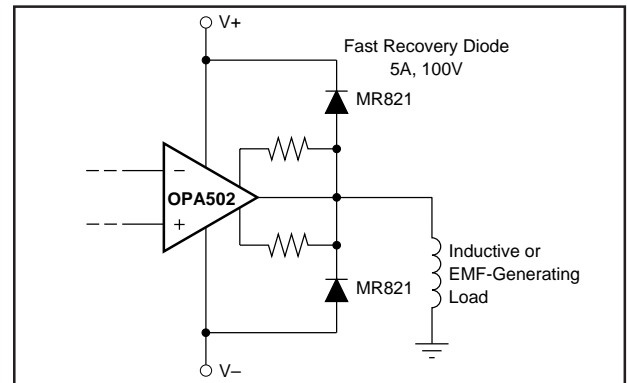 V+
Fast Recovery Diode
5A, 100V
MR821
–
OPA502
+
Inductive or
EMF-Generating
Load
MR821
V–